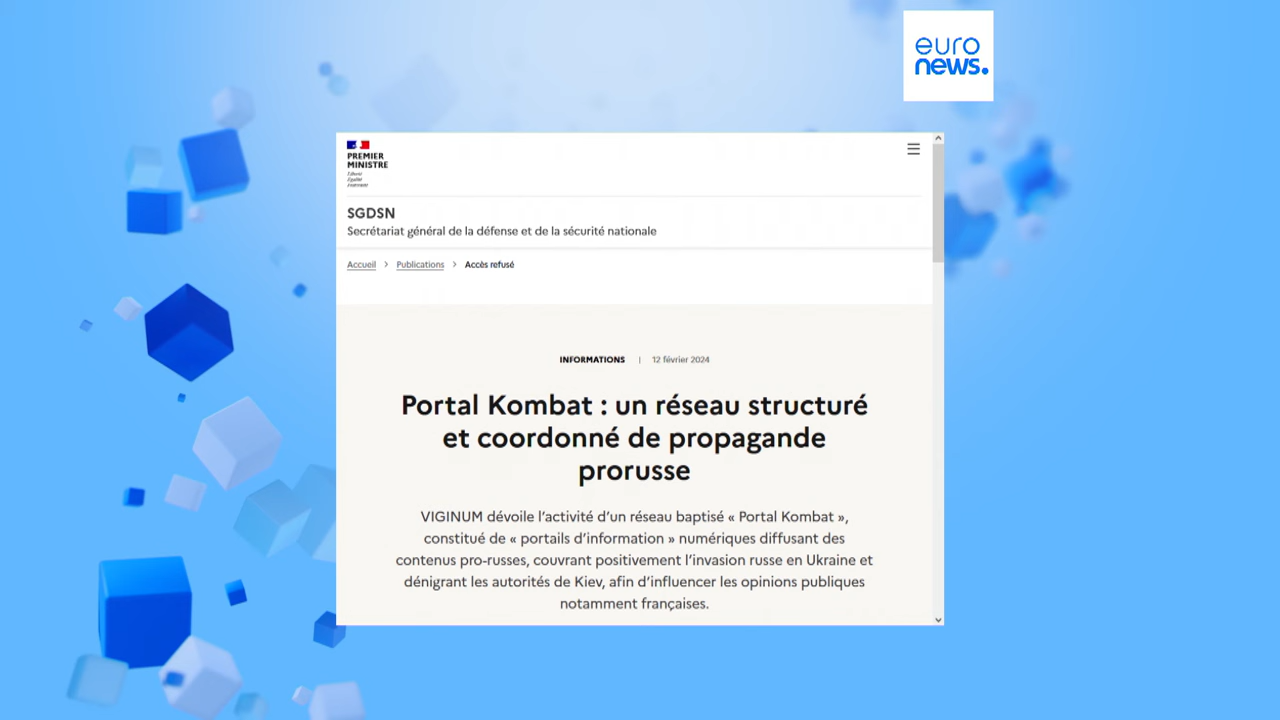 euro
news.
PREMIER
MINISTRE
Liberté
Égalité
Fraternité
SGDSN
Secrétariat général de la défense et de la sécurité nationale
Accueil > Publications > Accès refusé
INFORMATIONS | 12 février 2024
Portal Kombat : un réseau structuré
et coordonné de propagande
prorusse
VIGINUM dévoile l’activité d’un réseau baptisé « Portal Kombat »,
constitué de « portails d’information » numériques diffusant des
contenus pro-russes, couvrant positivement l’invasion russe en Ukraine et
dénigrant les autorités de Kiev, afin d’influencer les opinions publiques
notamment françaises.